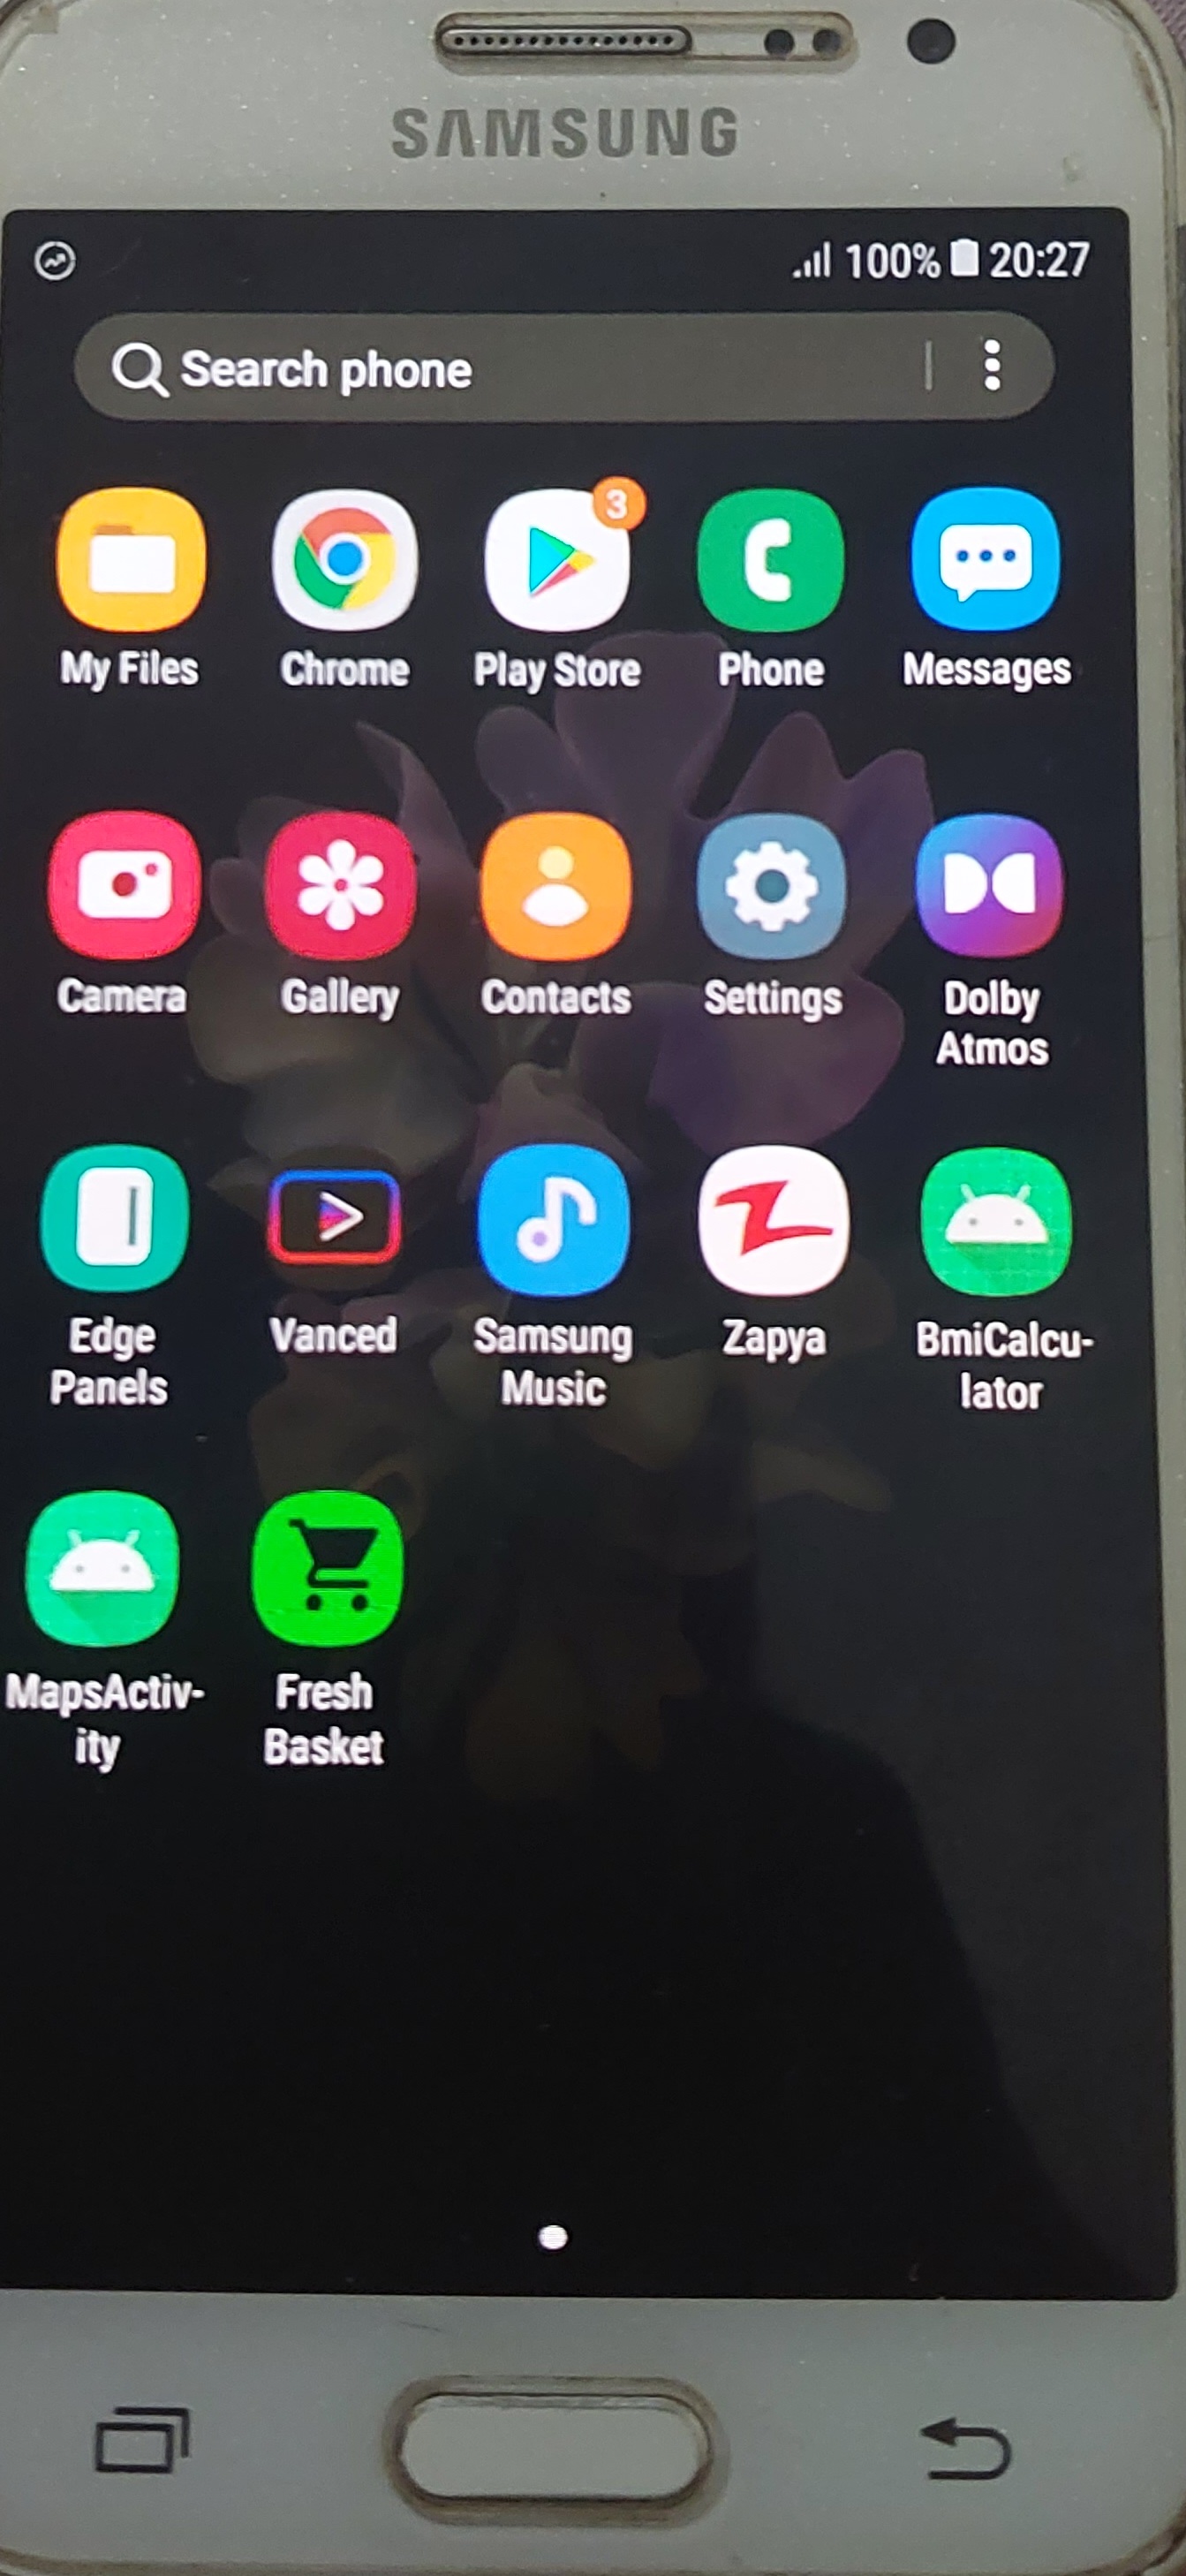 SAMSUNG
100% 20:27
Search phone
3
My Files Chrome Play Store Phone Messages
Camera Gallery Contacts Settings Dolby
Atmos
Edge Vanced Samsung Zapya BmiCalcu-
Panels Music lator
MapsActiv- Fresh
ity Basket